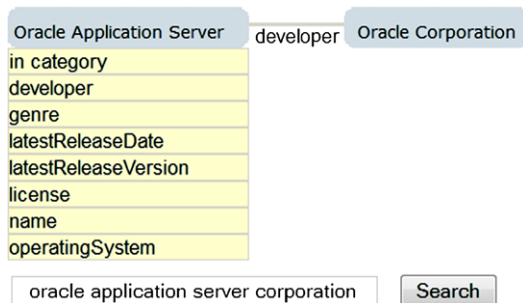 Oracle Application Server developer Oracle Corporation
in category
developer
genre
latestReleaseDate
latestReleaseVersion
license
name
operatingSystem
oracle application server corporation Search